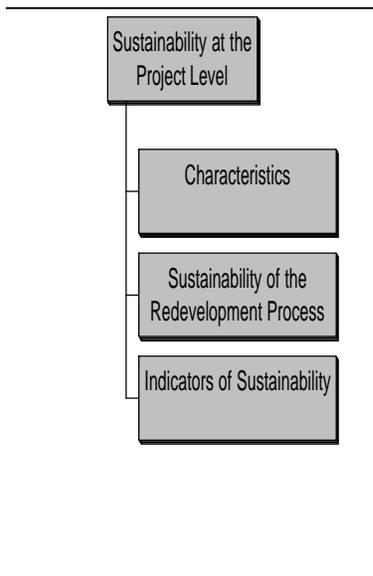 Sustainability at the
Project Level
Characteristics
Sustainability of the
Redevelopment Process
Indicators of Sustainability